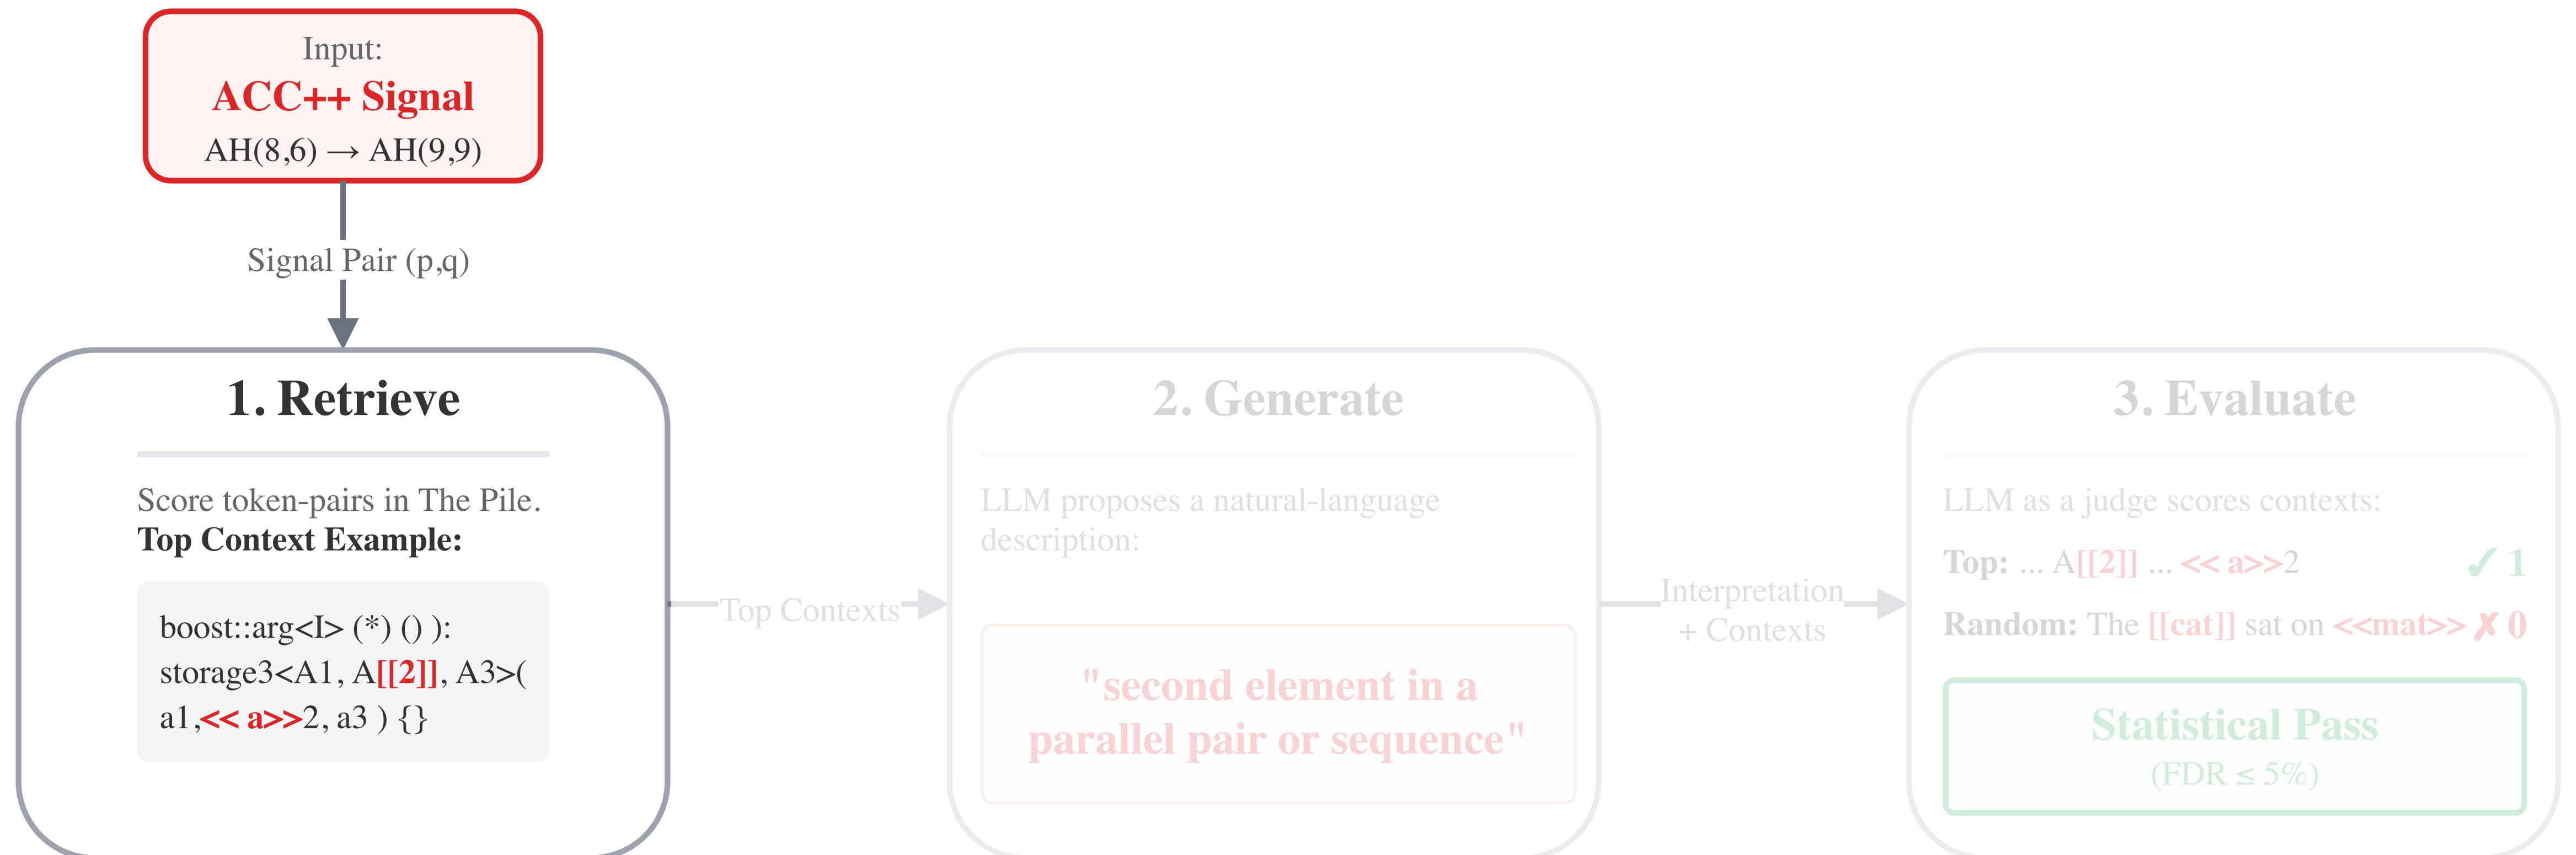 Input:
ACC++ Signal
AH(8,6) → AH(9,9)
Signal Pair (p,q)
1. Retrieve
Score token-pairs in The Pile.
Top Context Example:
boost::arg<I> (*) () ):
storage3<A1, A[[2]], A3>(
a1,<< a>>2, a3 ) {}
Top Contexts
2. Generate
LLM proposes a natural-language
description:
"second element in a
parallel pair or sequence"
Interpretation
+ Contexts
3. Evaluate
LLM as a judge scores contexts:
Top: ... A[[2]] ... << a>>2 ✓ 1
Random: The [[cat]] sat on <<mat>> ✗ 0
Statistical Pass
(FDR ≤ 5%)